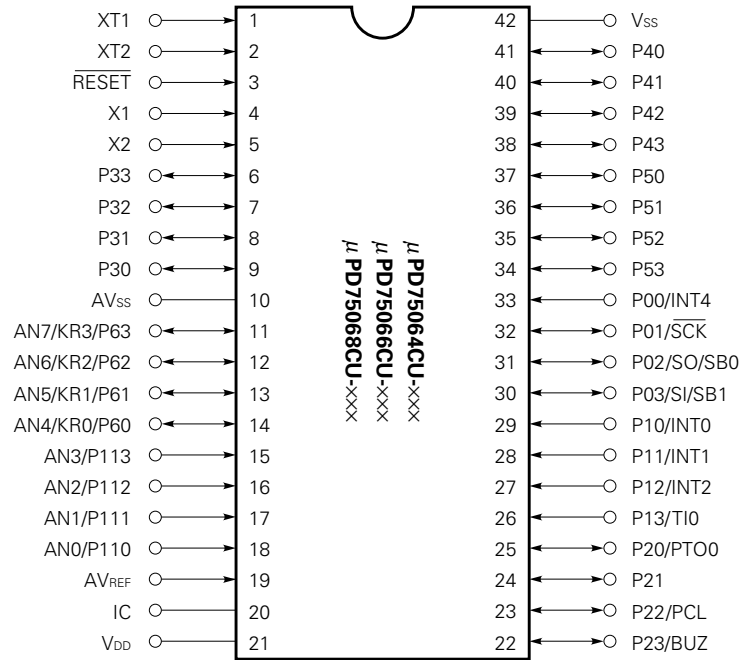 XT1 1 42 Vss
XT2 2 41 P40
RESET 3 40 P41
X1 4 39 P42
X2 5 38 P43
P33 6 37 P50
P32 7 36 P51
P31 8 35 P52
P30 9 34 P53
AVss 10 33 P00/INT4
AN7/KR3/P63 11 32 P01/SCK
AN6/KR2/P62 12 31 P02/SO/SB0
AN5/KR1/P61 13 30 P03/SI/SB1
AN4/KR0/P60 14 29 P10/INT0
AN3/P113 15 28 P11/INT1
AN2/P112 16 27 P12/INT2
AN1/P111 17 26 P13/TI0
AN0/P110 18 25 P20/PTO0
AVREF 19 24 P21
IC 20 23 P22/PCL
VDD 21 22 P23/BUZ
μPD75064CU-×××
μPD75066CU-×××
μPD75068CU-×××